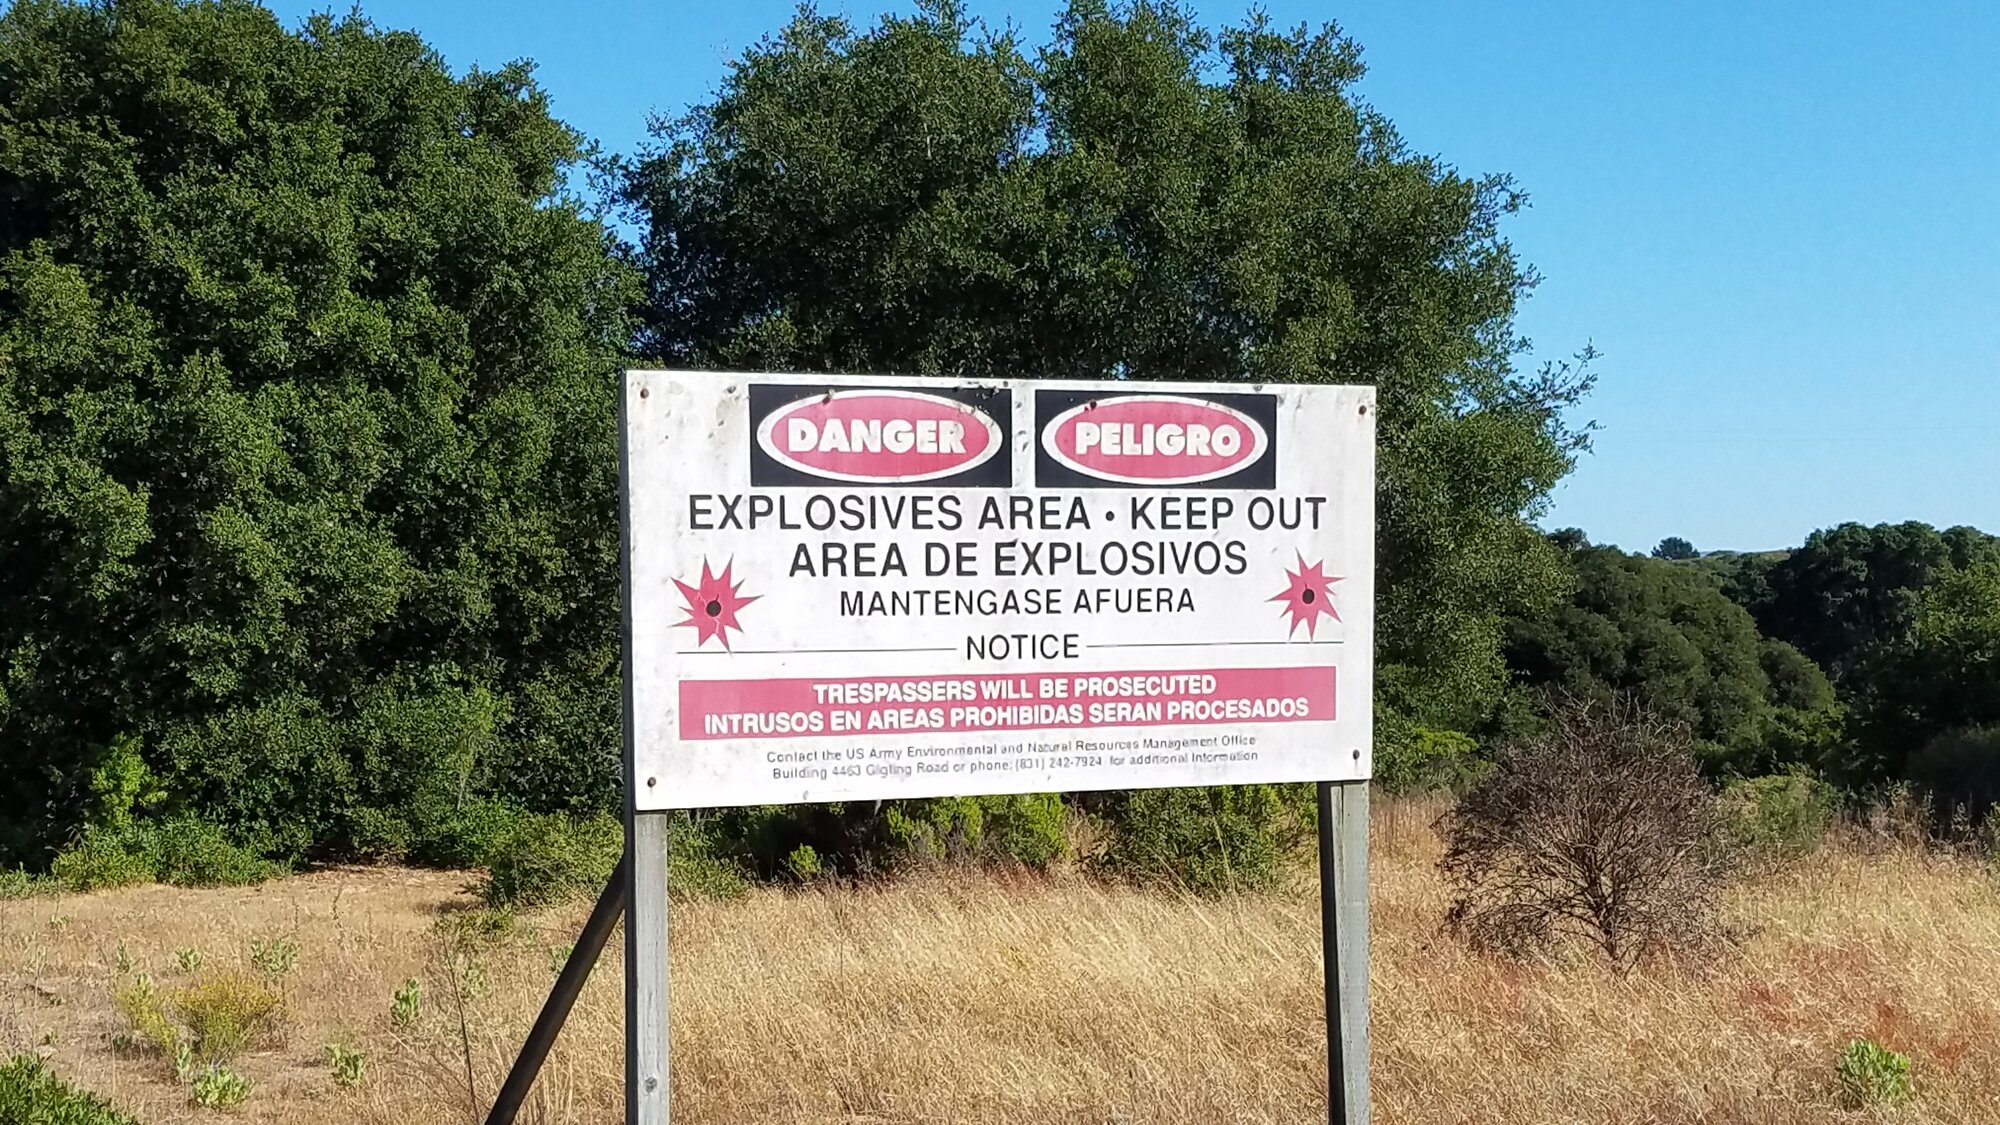 DANGER PELIGRO
EXPLOSIVES AREA • KEEP OUT
AREA DE EXPLOSIVOS
MANTENGASE AFUERA
NOTICE
TRESPASSERS WILL BE PROSECUTED
INTRUSOS EN AREAS PROHIBIDAS SERAN PROCESADOS
Contact the US Army Environmental and Natural Resources Management Office
Building 4463 Gigling Road or phone: (831) 242-7924 for additional information